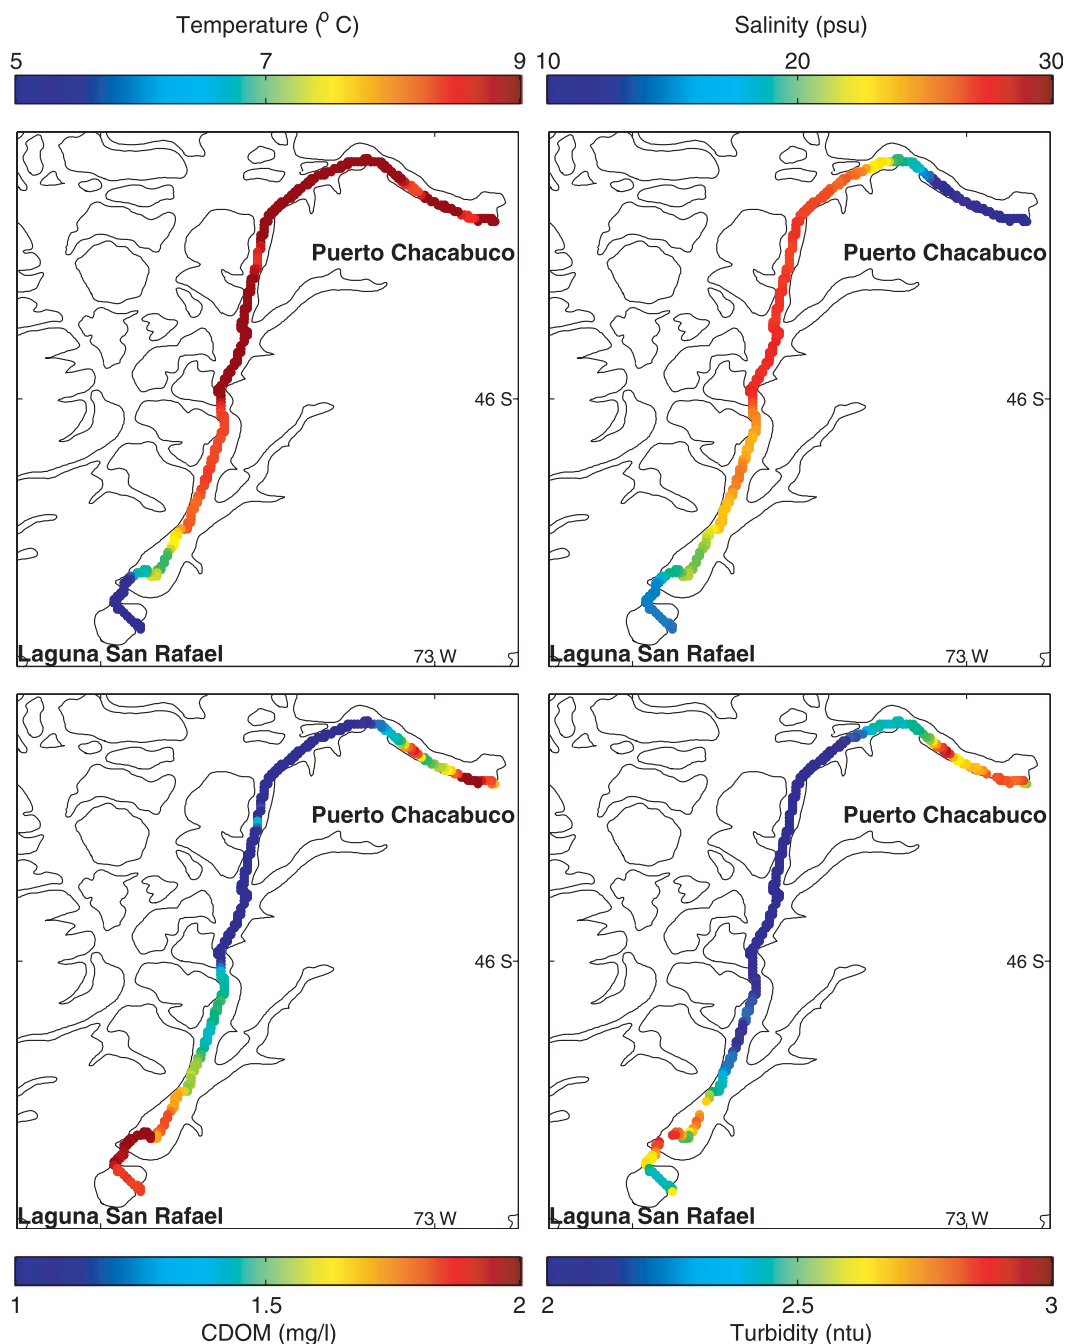 Temperature (º C)
5 7 9
Salinity (psu)
10 20 30
Puerto Chacabuco
46 S
Laguna San Rafael
73 W
Puerto Chacabuco
46 S
Laguna San Rafael
73 W
Puerto Chacabuco
46 S
Laguna San Rafael
73 W
Puerto Chacabuco
46 S
Laguna San Rafael
73 W
1 1.5 2
CDOM (mg/l)
2 2.5 3
Turbidity (ntu)